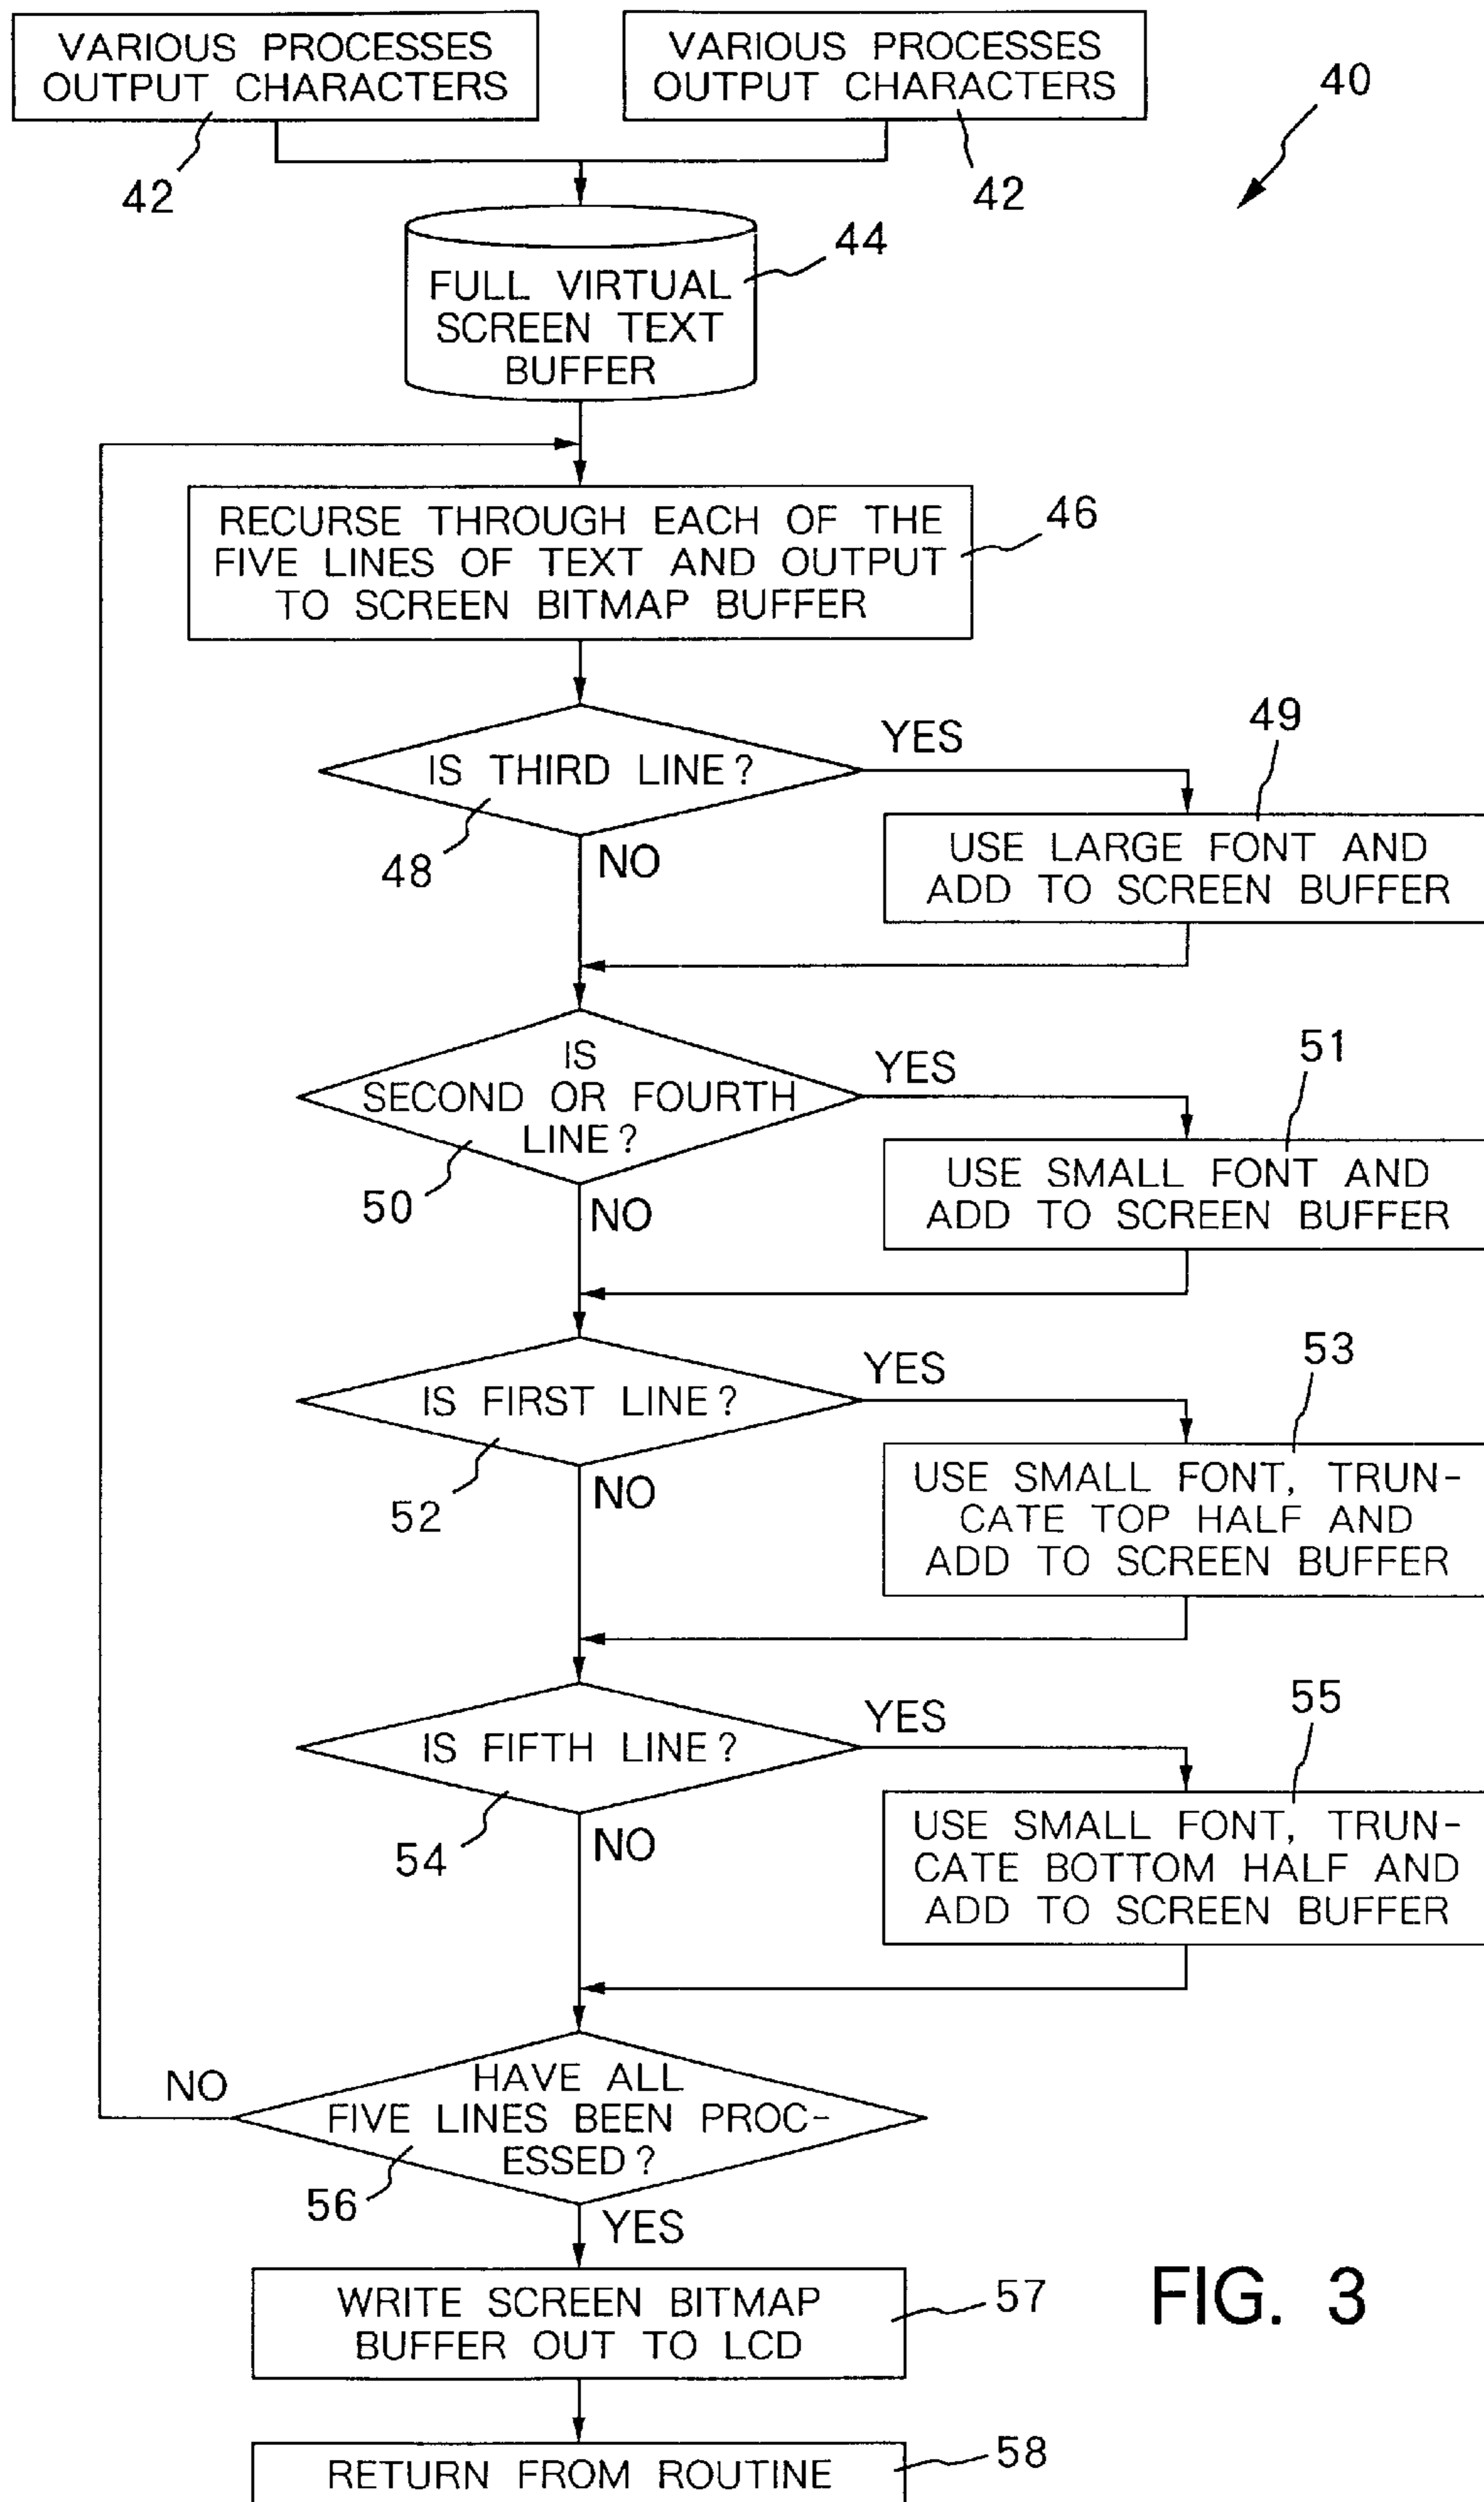 VARIOUS PROCESSES
OUTPUT CHARACTERS
42
VARIOUS PROCESSES
OUTPUT CHARACTERS
42
40
FULL VIRTUAL
SCREEN TEXT
BUFFER
44
RECURSE THROUGH EACH OF THE
FIVE LINES OF TEXT AND OUTPUT
TO SCREEN BITMAP BUFFER
46
IS THIRD LINE?
48
YES
NO
49
USE LARGE FONT AND
ADD TO SCREEN BUFFER
IS
SECOND OR FOURTH
LINE?
50
YES
NO
51
USE SMALL FONT AND
ADD TO SCREEN BUFFER
IS FIRST LINE?
52
YES
NO
53
USE SMALL FONT, TRUN-
CATE TOP HALF AND
ADD TO SCREEN BUFFER
IS FIFTH LINE?
54
YES
NO
55
USE SMALL FONT, TRUN-
CATE BOTTOM HALF AND
ADD TO SCREEN BUFFER
HAVE ALL
FIVE LINES BEEN PROC-
ESSED?
56
NO
YES
WRITE SCREEN BITMAP
BUFFER OUT TO LCD
57
RETURN FROM ROUTINE
58
FIG. 3